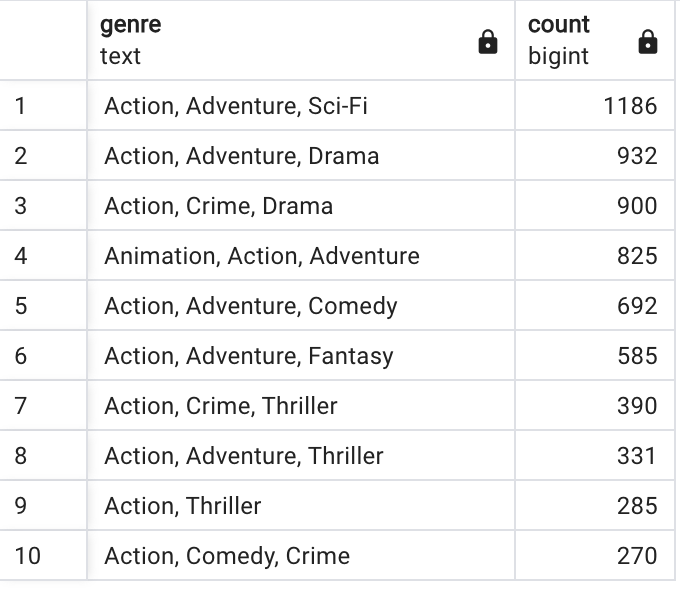 genre count
text bigint
1 Action, Adventure, Sci-Fi 1186
2 Action, Adventure, Drama 932
3 Action, Crime, Drama 900
4 Animation, Action, Adventure 825
5 Action, Adventure, Comedy 692
6 Action, Adventure, Fantasy 585
7 Action, Crime, Thriller 390
8 Action, Adventure, Thriller 331
9 Action, Thriller 285
10 Action, Comedy, Crime 270